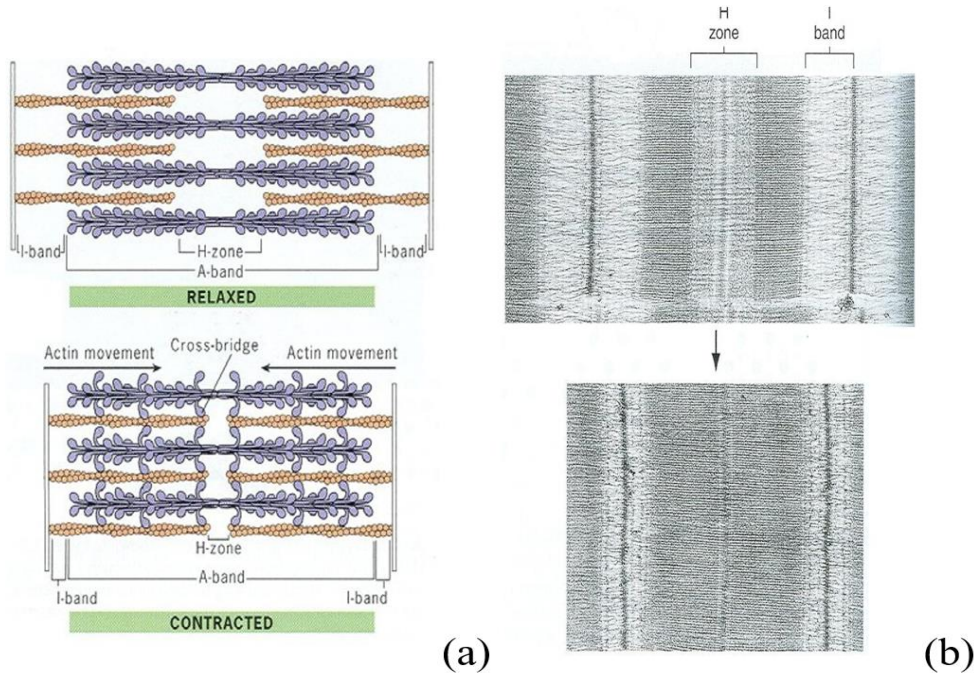 I-band
H-zone
I-band
A-band
RELAXED
Actin movement
Cross-bridge
Actin movement
H-zone
A-band
I-band
I-band
CONTRACTED
(a)
H
zone
I
band
(b)